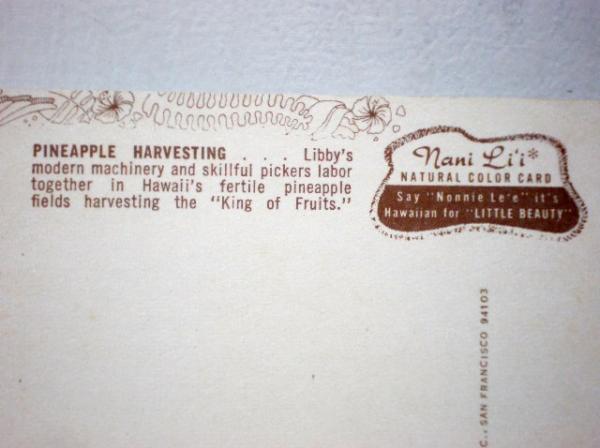 PINEAPPLE HARVESTING . . . Libby's
modern machinery and skillful pickers labor
together in Hawaii's fertile pineapple
fields harvesting the "King of Fruits."
Nani Li'i*
NATURAL COLOR CARD
Say "Nonnie Le'e" it's
Hawaiian for "LITTLE BEAUTY"
C., SAN FRANCISCO 94103